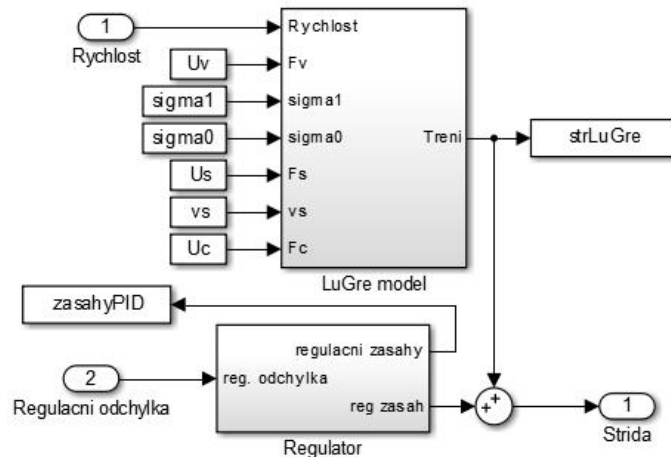 1
Rychlost
Rychlost
Uv
Fv
sigma1
sigma1
sigma0
sigma0
Treni
strLuGre
Us
Fs
vs
vs
Uc
Fc
LuGre model
zasahyPID
regulacni zasahy
2
reg. odchylka
Regulacni odchylka
reg zasah
+
+
1
Strida
Regulator